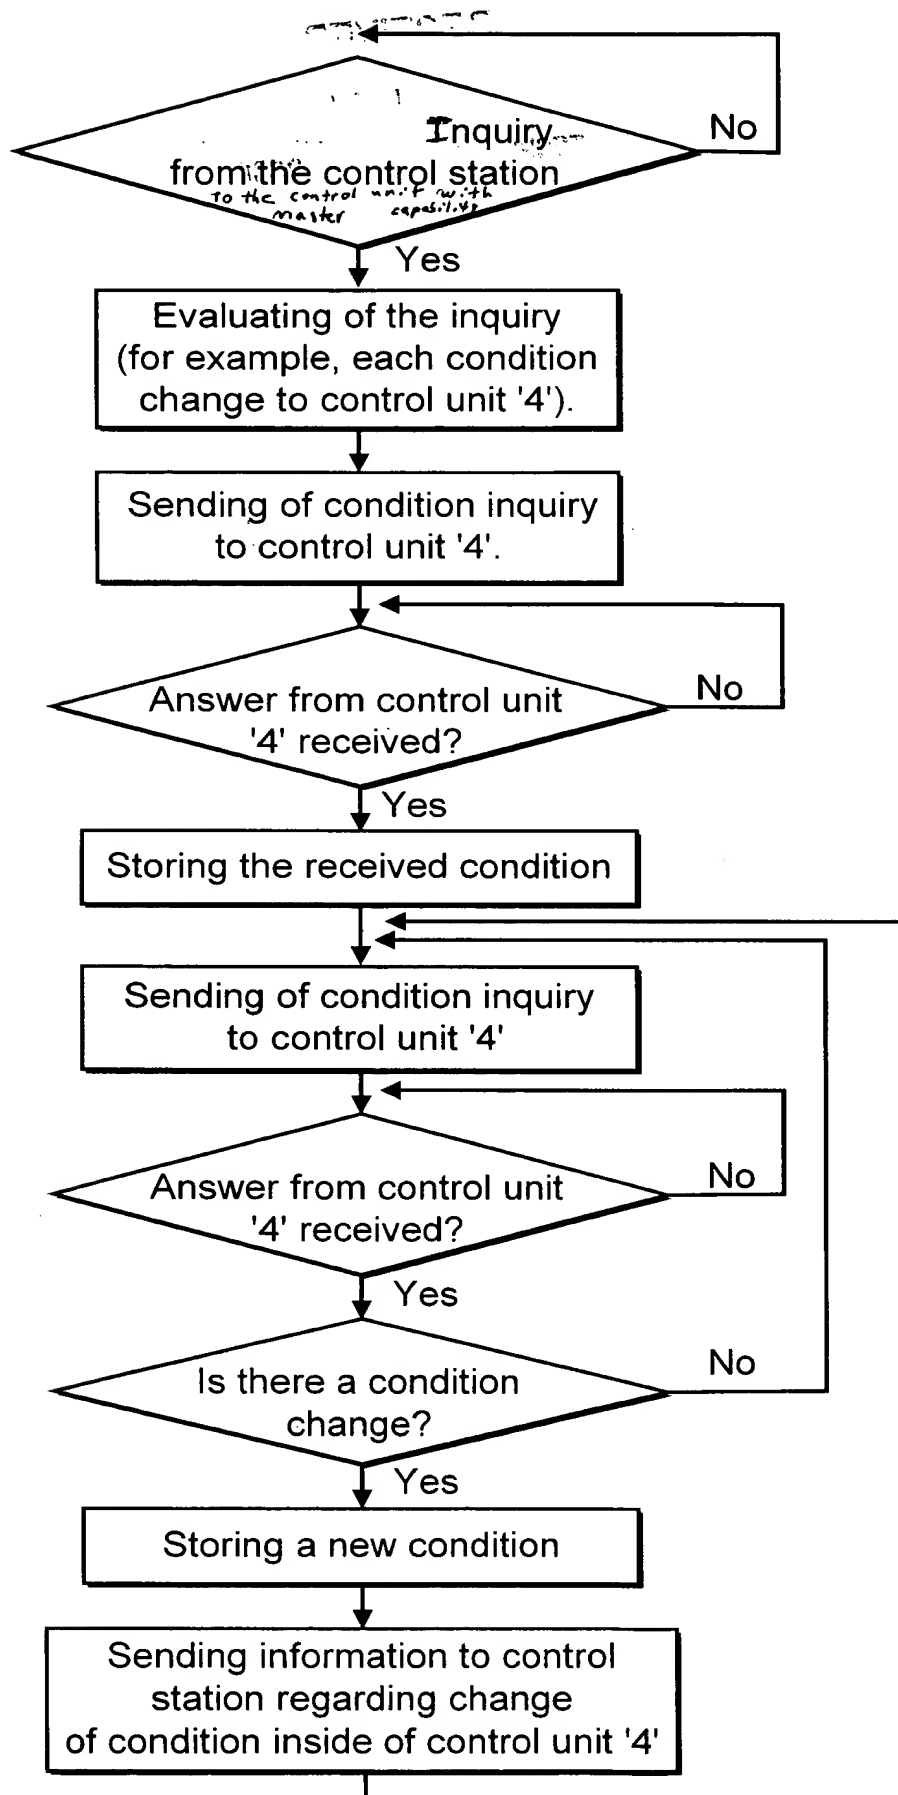 Inquiry
No
from the control station
to the control unit with
master capability
Yes
Evaluating of the inquiry
(for example, each condition
change to control unit '4').
Sending of condition inquiry
to control unit '4'.
Answer from control unit
No
'4' received?
Yes
Storing the received condition
Sending of condition inquiry
to control unit '4'
Answer from control unit
No
'4' received?
Yes
Is there a condition
No
change?
Yes
Storing a new condition
Sending information to control
station regarding change
of condition inside of control unit '4'